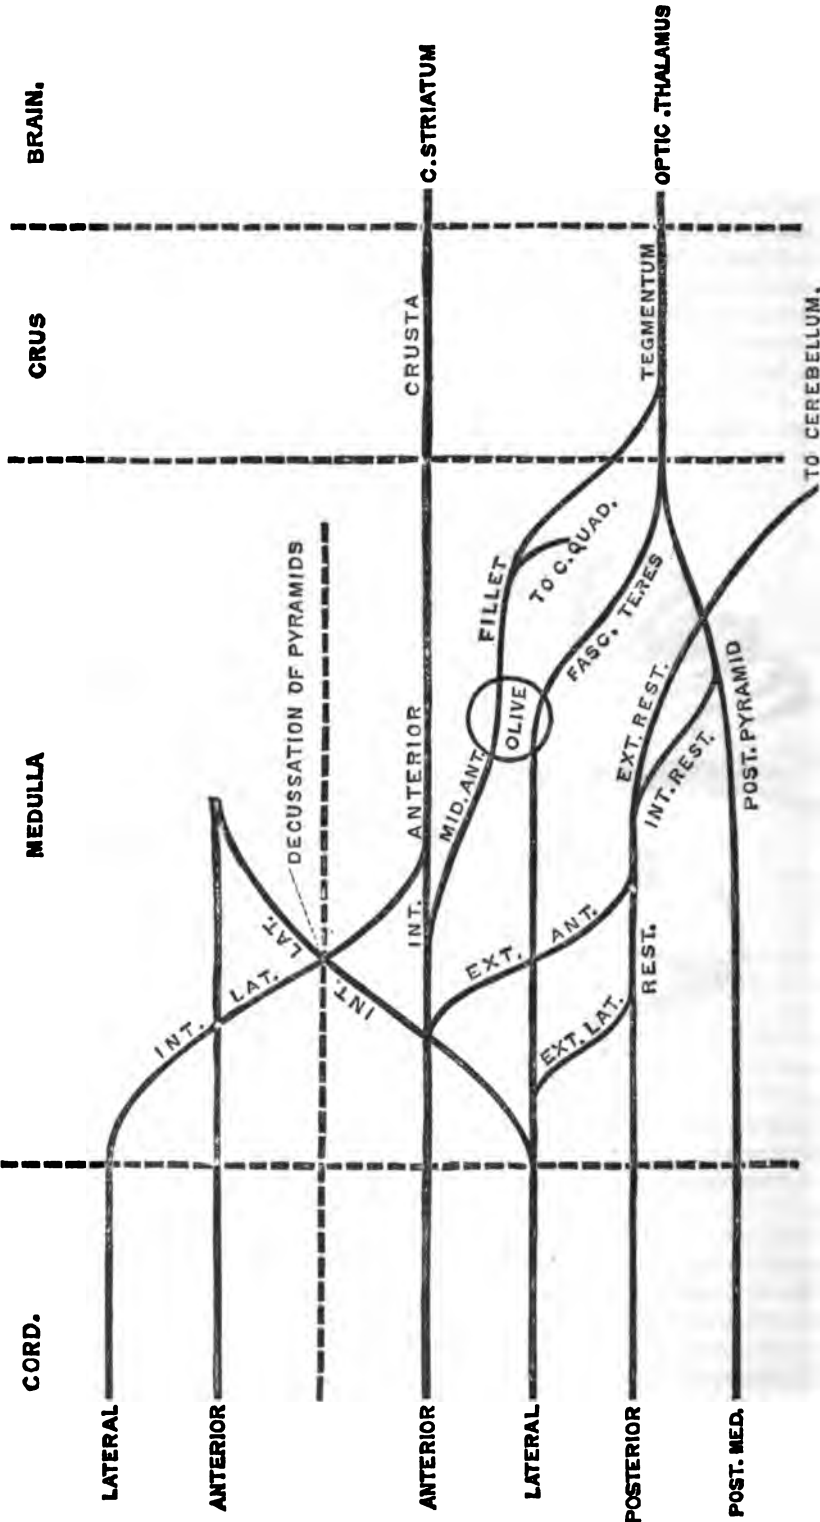 CORD.
MEDULLA
CRUS
BRAIN.
LATERAL
INT.
LAT.
ANTERIOR
LAT.
INT.
DECUSSATION OF PYRAMIDS
ANTERIOR
INT.
ANTERIOR
CRUSTA
C.STRIATUM
MID. ANT.
FILLET
TO C. QUAD.
LATERAL
EXT.
ANT.
OLIVE
FASC. TERES
EXT. LAT.
POSTERIOR
REST.
EXT. REST.
INT. REST.
TEGMENTUM
OPTIC .THALAMUS
POST. MED.
POST. PYRAMID
TO CEREBELLUM.